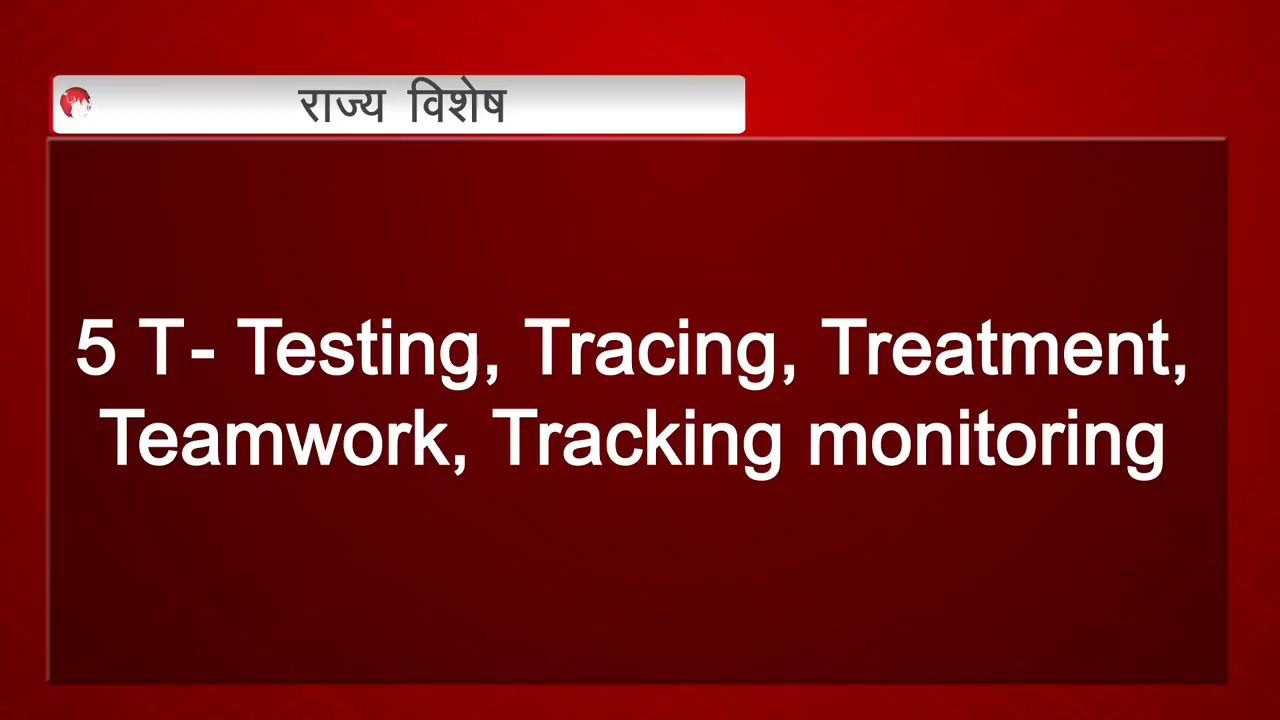 राज्य विशेष
5 T - Testing, Tracing, Treatment,
Teamwork, Tracking monitoring